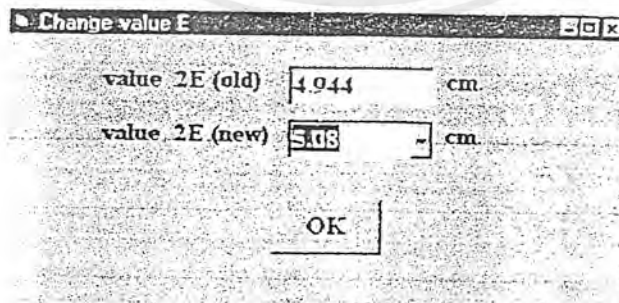 Change value E
value 2E (old) 4.944 cm.
value 2E (new) 5.08 cm.
OK